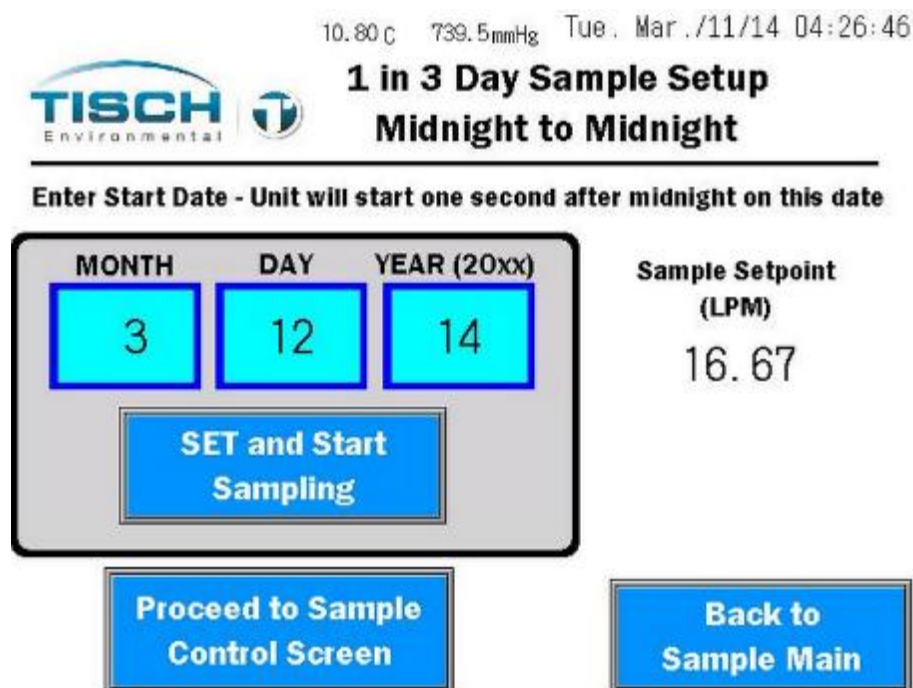 10.80 C 739.5 mmHg Tue. Mar./11/14 04:26:46
TISCH
Environmental
1 in 3 Day Sample Setup
Midnight to Midnight
Enter Start Date - Unit will start one second after midnight on this date
MONTH DAY YEAR (20xx)
3 12 14
SET and Start
Sampling
Sample Setpoint
(LPM)
16.67
Proceed to Sample
Control Screen
Back to
Sample Main